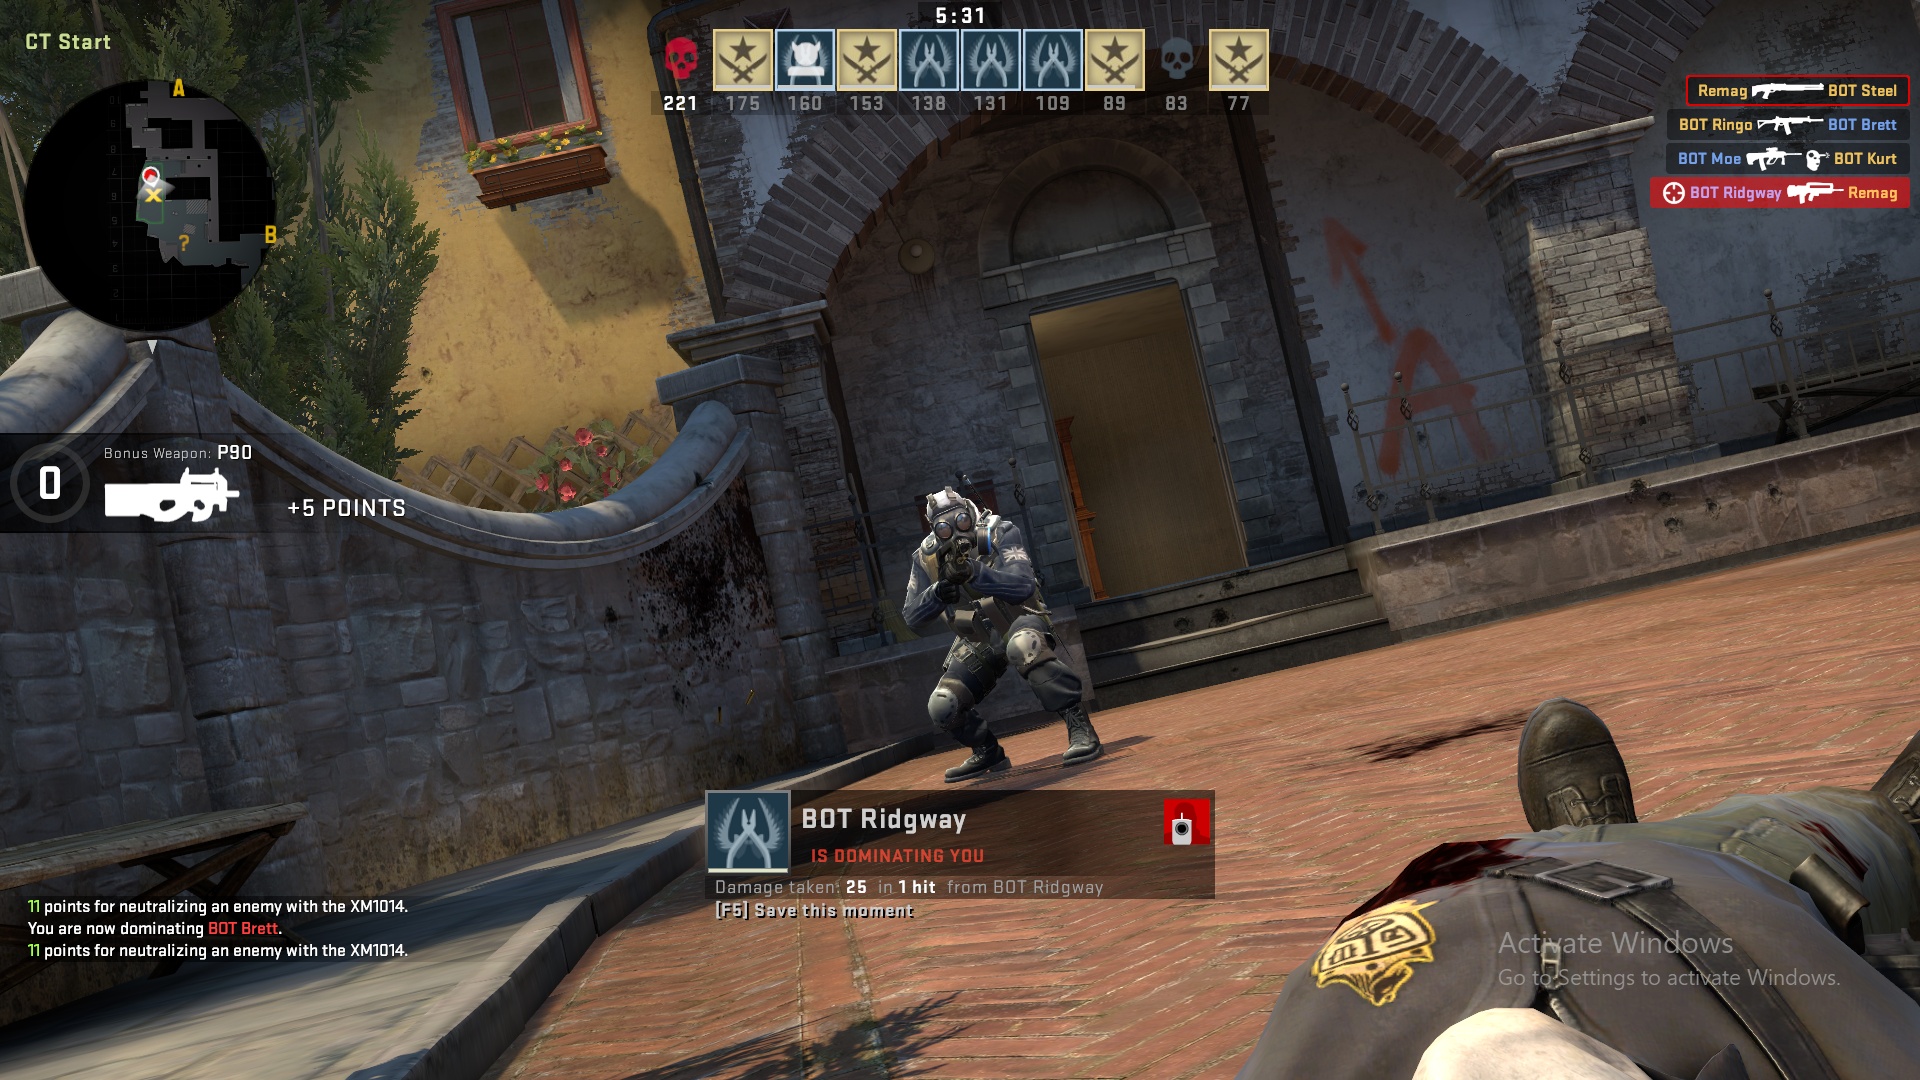 5:31
CT Start
A
B
?
221 175 160 153 138 131 109 89 83 77
Remag BOT Steel
BOT Ringo BOT Brett
BOT Moe BOT Kurt
BOT Ridgway Remag
A
0
Bonus Weapon: P90
+5 POINTS
BOT Ridgway
IS DOMINATING YOU
Damage taken: 25 in 1 hit from BOT Ridgway
[F5] Save this moment
11 points for neutralizing an enemy with the XM1014.
You are now dominating BOT Brett.
11 points for neutralizing an enemy with the XM1014.
Activate Windows
Go to Settings to activate Windows.